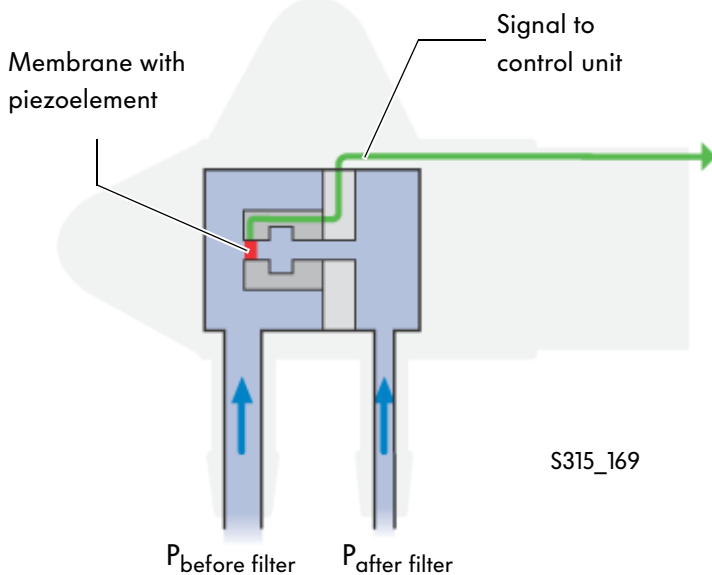 Signal to
control unit
Membrane with
piezoelement
S315_169
Pbefore filter
Pafter filter